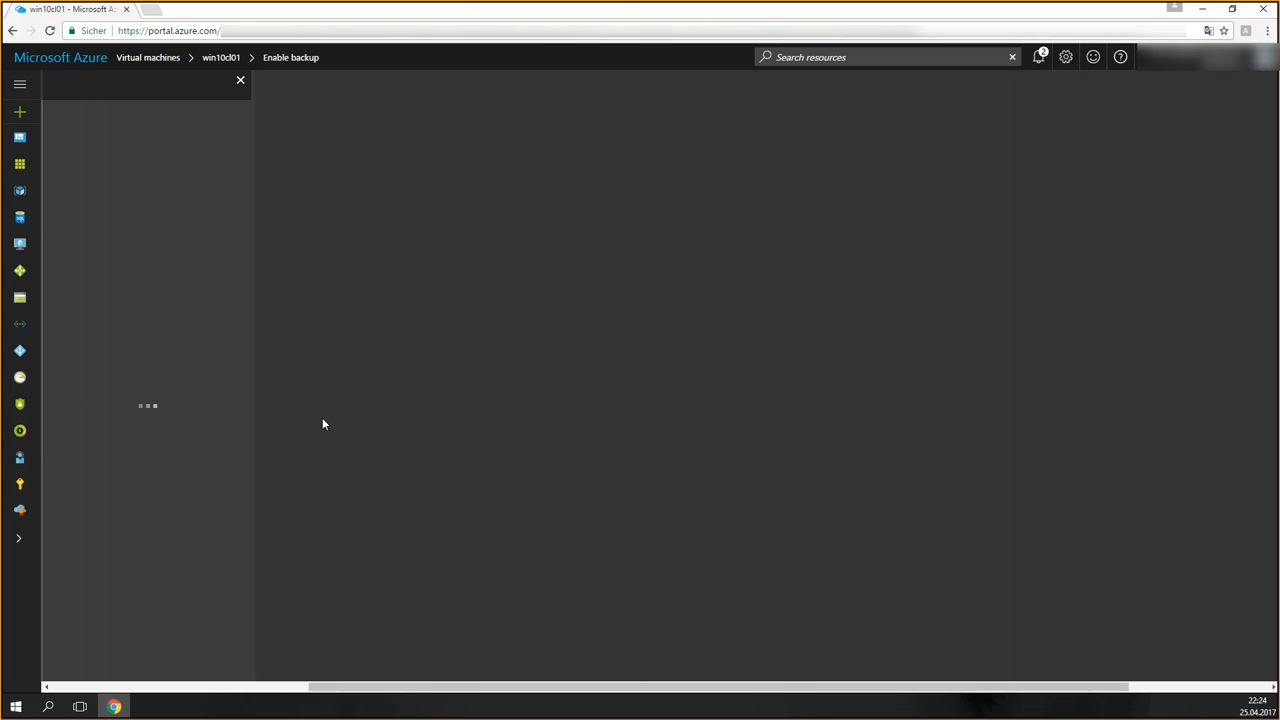 win10cl01 - Microsoft Az
Sicher
https://portal.azure.com/
Microsoft Azure
Virtual machines
win10cl01
Enable backup
Search resources
2
22:24
25.04.2017